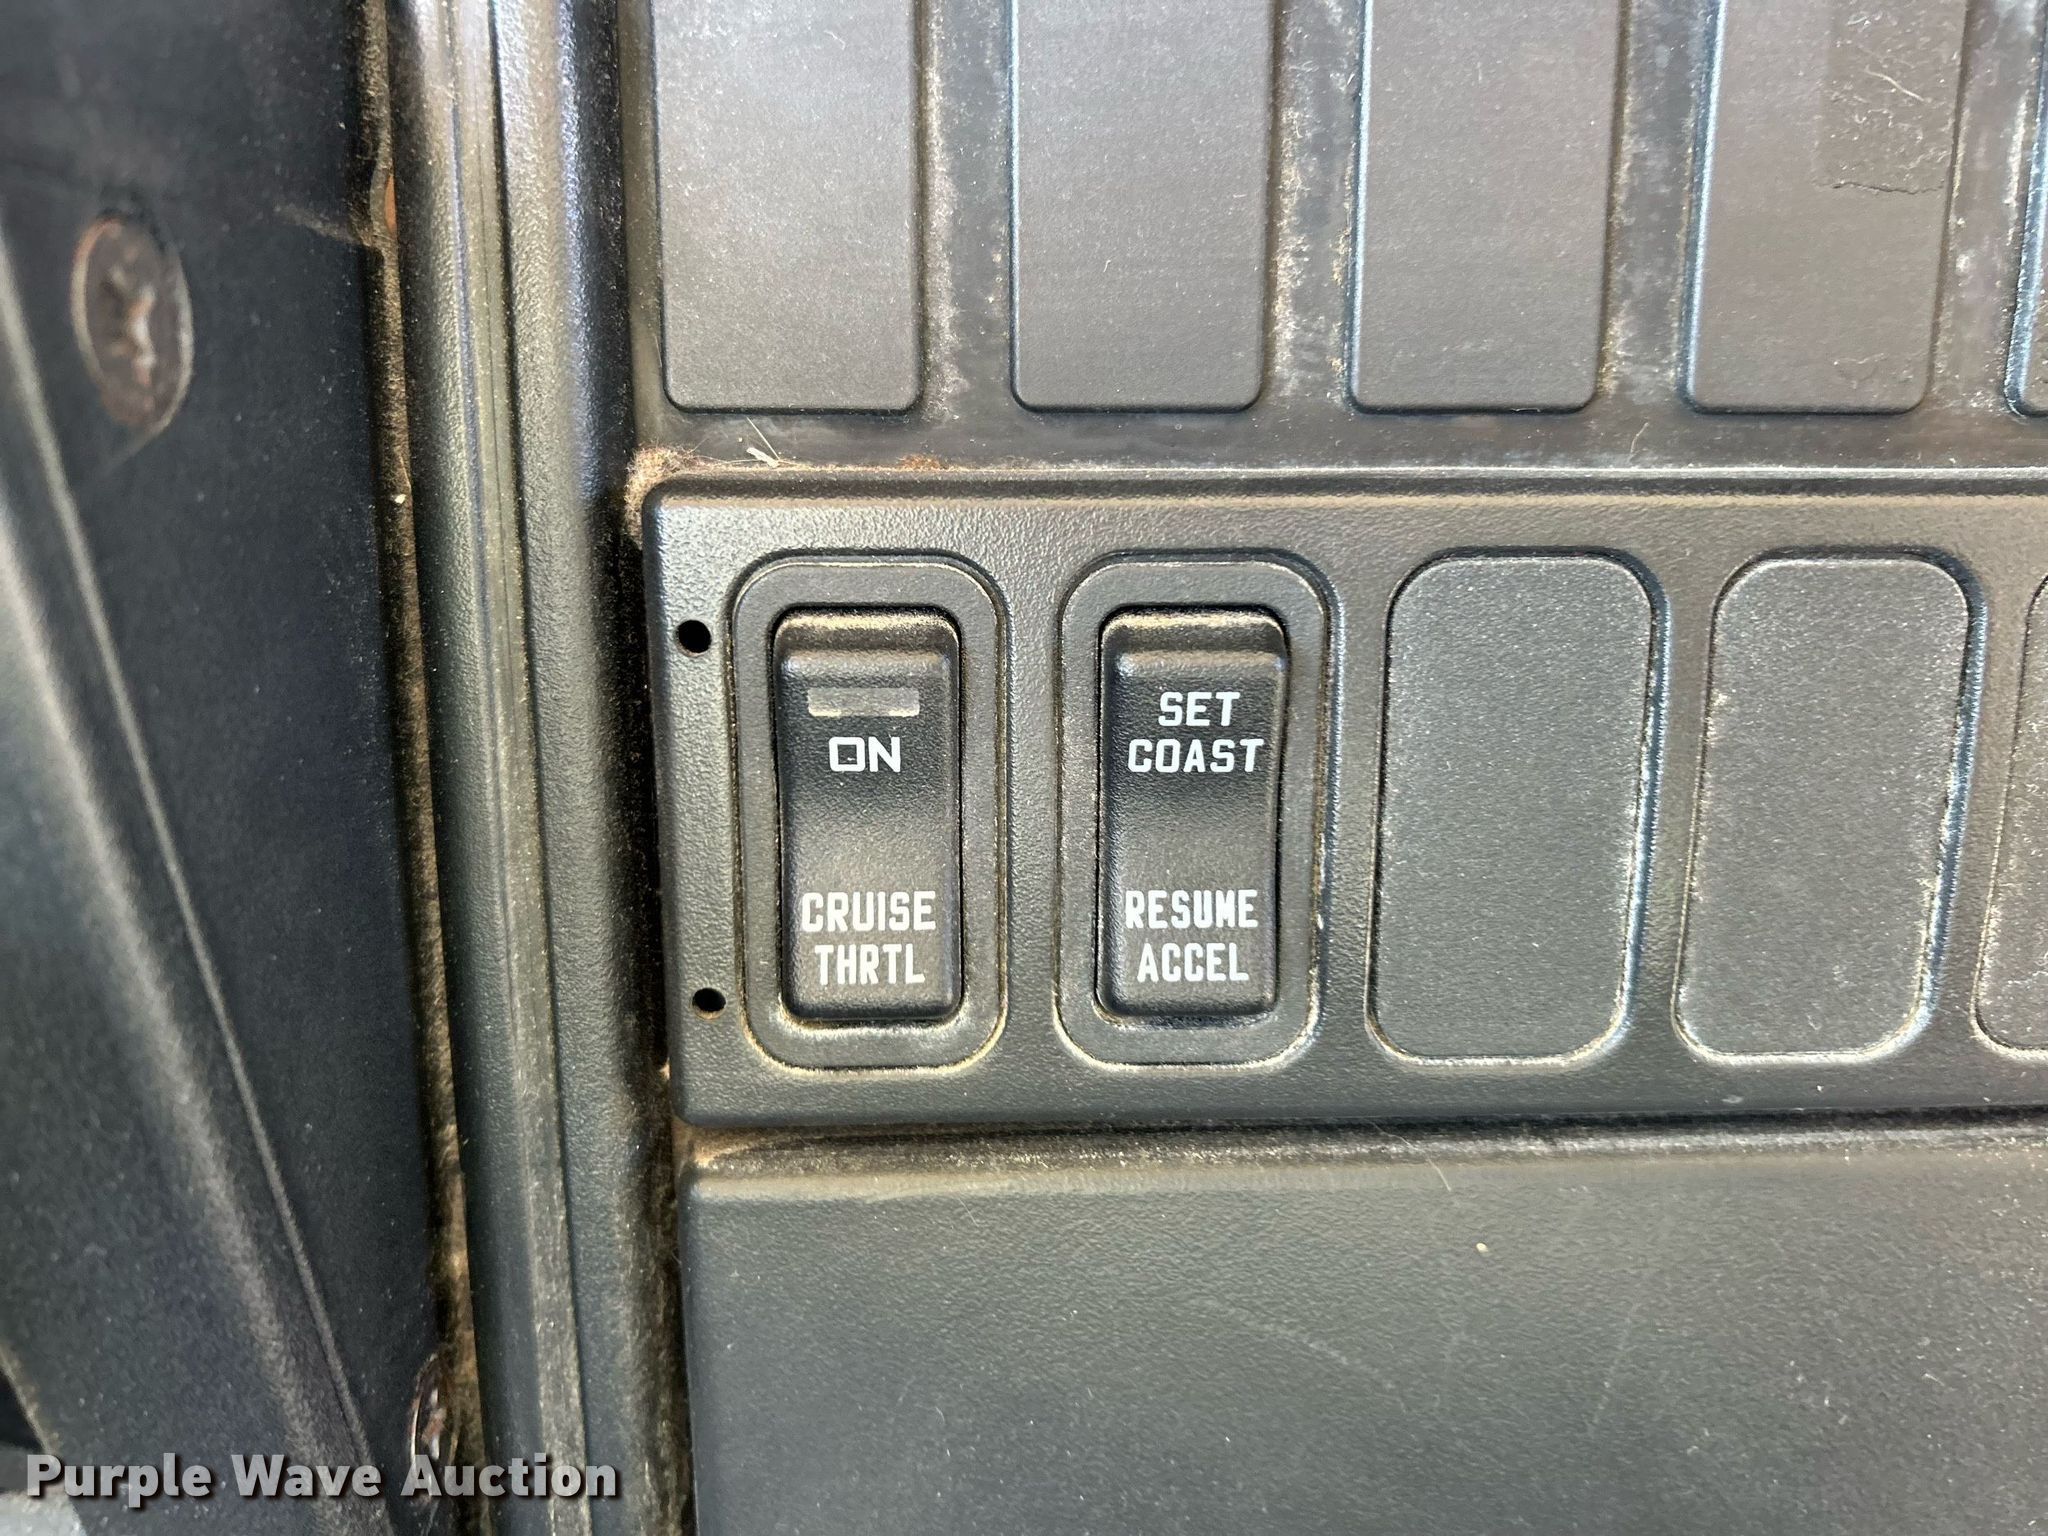 ON
CRUISE
THRTL
SET
COAST
RESUME
ACCEL
Purple Wave Auction